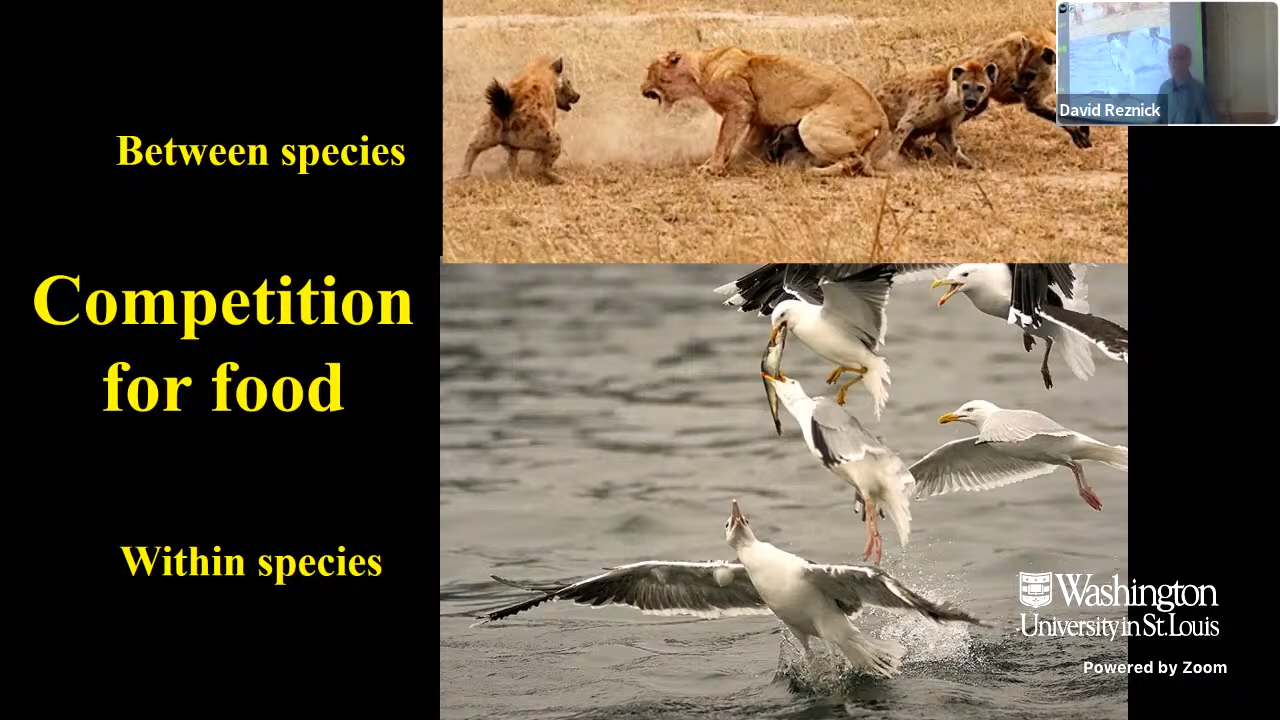 Between species
David Reznick
Competition
for food
Within species
Washington
University in St. Louis
Powered by Zoom